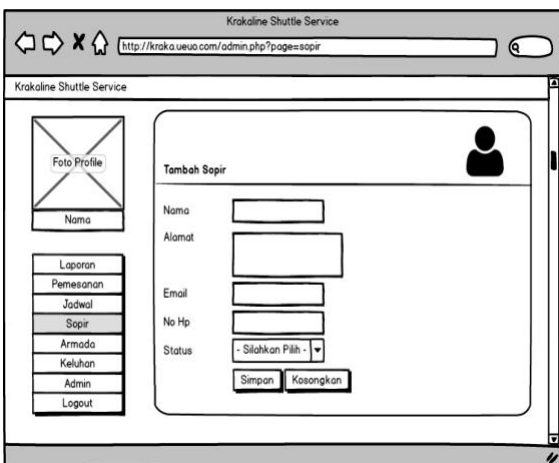 Krakaline Shuttle Service
http://kraka.ueuo.com/admin.php?page=sopir
Krakaline Shuttle Service
Foto Profile
Nama
Laporan
Pemesanan
Jadwal
Sopir
Armada
Keluhan
Admin
Logout
Tambah Sopir
Nama
Alamat
Email
No Hp
Status
- Silahkan Pilih -
Simpan Kosongkan